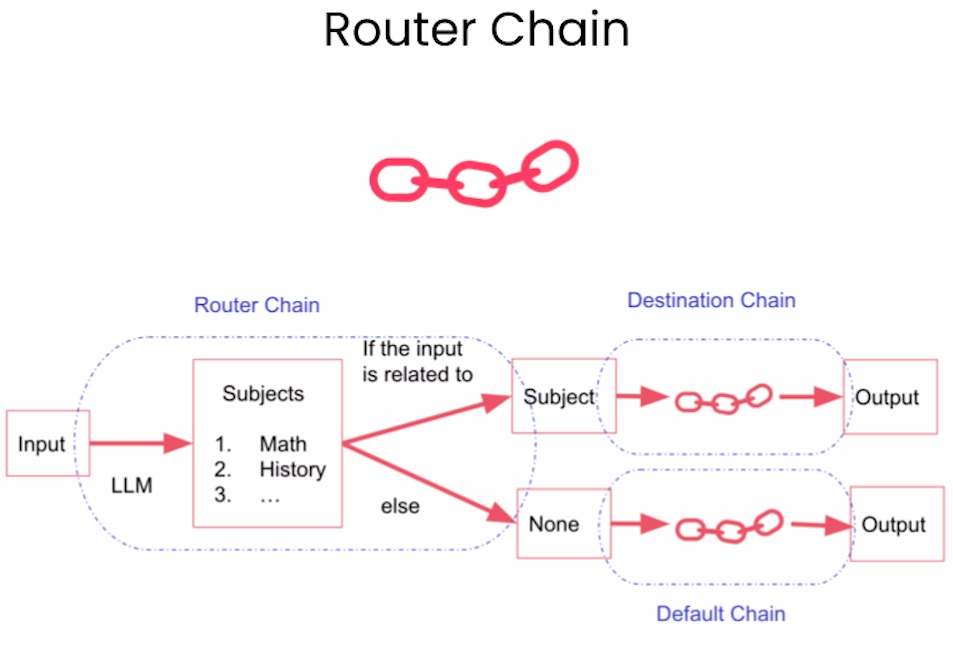 Router Chain
Router Chain
Destination Chain
If the input
is related to
Subjects
Subject
Output
Input
1. Math
2. History
3. ...
LLM
else
None
Output
Default Chain